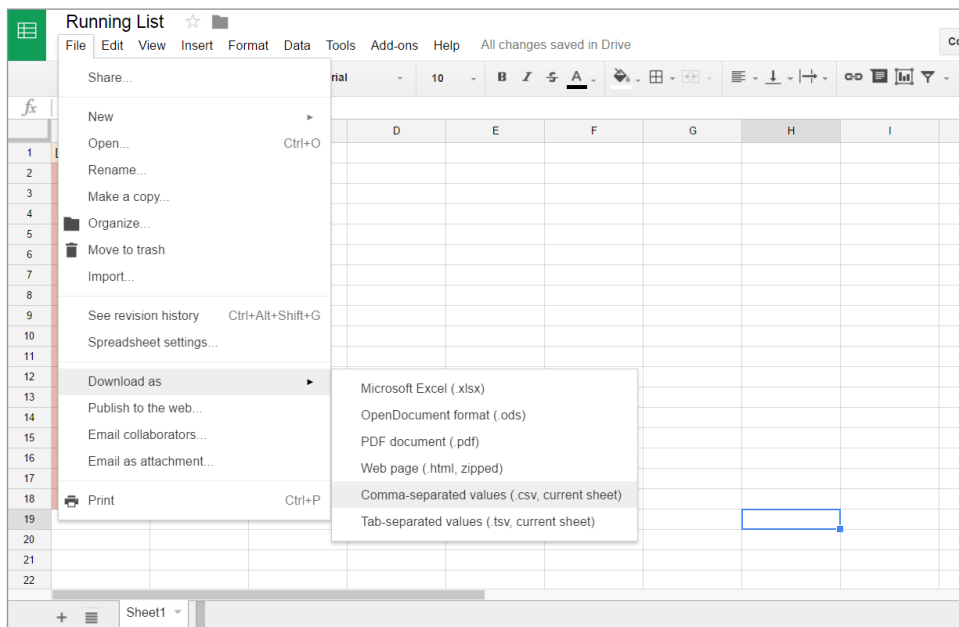 Running List
File Edit View Insert Format Data Tools Add-ons Help All changes saved in Drive
Share...
10 B I S A
fx
New
D E F G H I
Open... Ctrl+O
Rename...
Make a copy...
Organize...
Move to trash
Import...
See revision history Ctrl+Alt+Shift+G
Spreadsheet settings...
Download as
Publish to the web...
Email collaborators...
Email as attachment...
Print Ctrl+P
Microsoft Excel (.xlsx)
OpenDocument format (.ods)
PDF document (.pdf)
Web page (.html, zipped)
Comma-separated values (.csv, current sheet)
Tab-separated values (.tsv, current sheet)
1
2
3
4
5
6
7
8
9
10
11
12
13
14
15
16
17
18
19
20
21
22
Sheet1